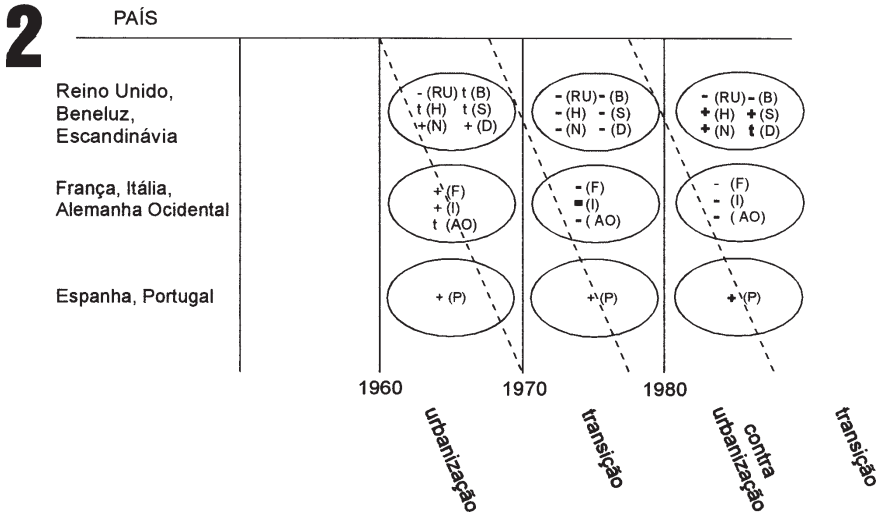 2
PAÍS
Reino Unido,
Beneluz,
Escandinávia
- (RU) t (B)
t (H) t (S)
+(N) + (D)
- (RU) - (B)
- (H) - (S)
- (N) - (D)
- (RU) - (B)
+ (H) + (S)
+ (N) t (D)
França, Itália,
Alemanha Ocidental
+ (F)
+ (I)
t (AO)
- (F)
= (I)
- ( AO)
- (F)
- (I)
- ( AO)
Espanha, Portugal
+ (P)
+ (P)
+ (P)
1960
1970
1980
urbanização
transição
contra
urbanização
transição